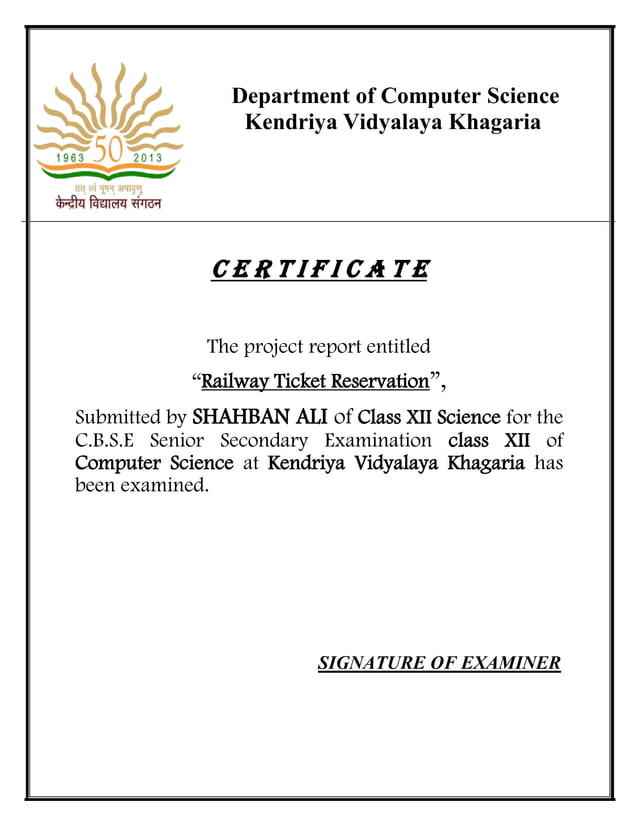 Department of Computer Science
Kendriya Vidyalaya Khagaria
1963 50 2013
तत् त्वं पूषन् अपावृणु
केन्द्रीय विद्यालय संगठन
CERTIFICATE
The project report entitled
“Railway Ticket Reservation”,
Submitted by SHAHBAN ALI of Class XII Science for the
C.B.S.E Senior Secondary Examination class XII of
Computer Science at Kendriya Vidyalaya Khagaria has
been examined.
SIGNATURE OF EXAMINER